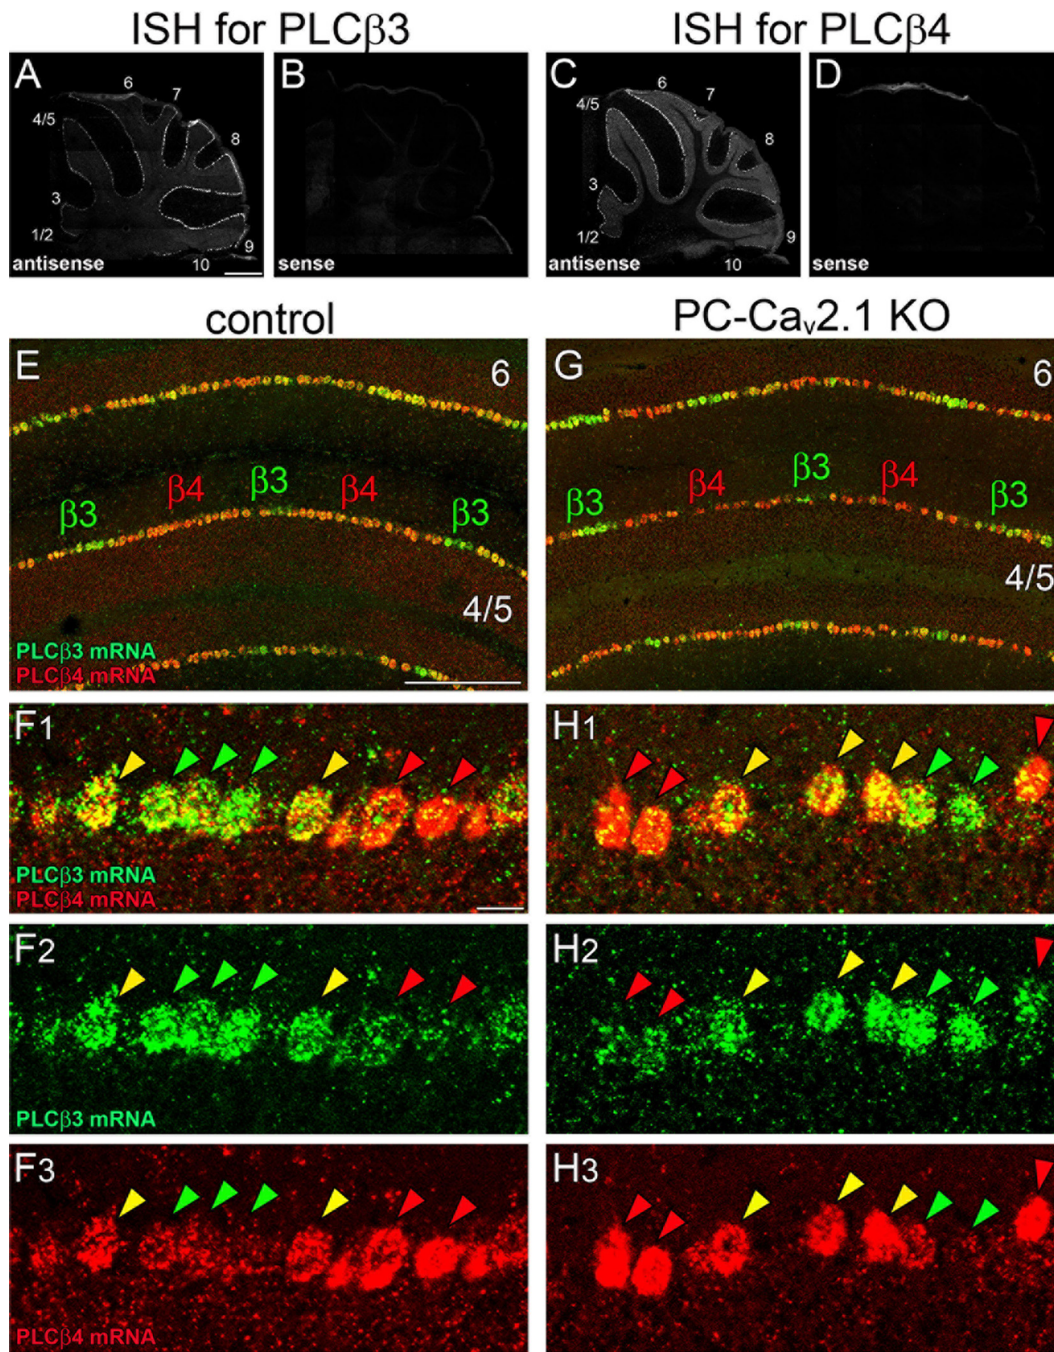 ISH for PLCβ3
ISH for PLCβ4
A
6
7
4/5
8
3
1/2
9
10
antisense
B
sense
C
6
7
4/5
8
3
1/2
9
10
antisense
D
sense
control
PC-Cav2.1 KO
E
6
β3 β4 β3 β4 β3
4/5
PLCβ3 mRNA
PLCβ4 mRNA
G
6
β3 β4 β3 β4 β3
4/5
F1
PLCβ3 mRNA
PLCβ4 mRNA
H1
F2
PLCβ3 mRNA
H2
F3
PLCβ4 mRNA
H3